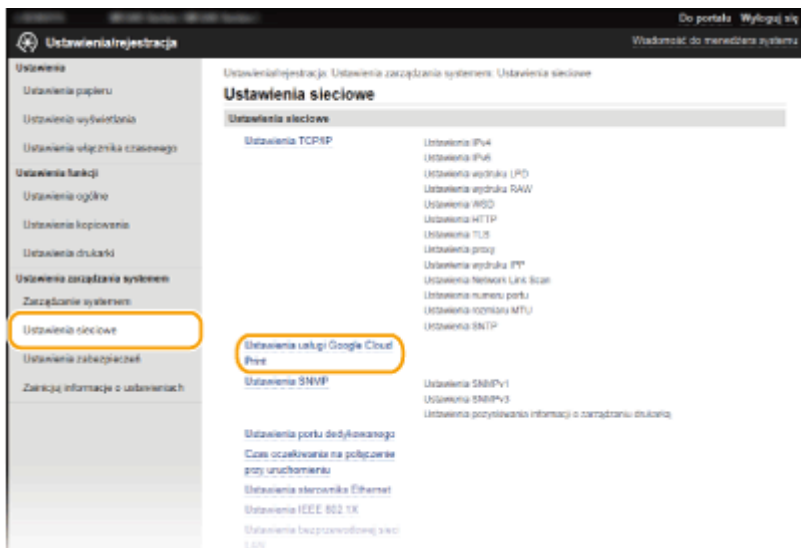 Do portalu Wyloguj się
Ustawienia/rejestracja
Wiadomość do menedżera systemu
Ustawienia
Ustawienia papieru
Ustawienia wyświetlania
Ustawienia włącznika czasowego
Ustawienia funkcji
Ustawienia ogólne
Ustawienia kopiowania
Ustawienia drukarki
Ustawienia zarządzania systemem
Zarządzanie systemem
Ustawienia sieciowe
Ustawienia zabezpieczeń
Zainicjuj informacje o ustawieniach
Ustawienia/rejestracja: Ustawienia zarządzania systemem: Ustawienia sieciowe
Ustawienia sieciowe
Ustawienia sieciowe
Ustawienia TCP/IP
Ustawienia IPv4
Ustawienia IPv6
Ustawienia wydruku LPD
Ustawienia wydruku RAW
Ustawienia WSD
Ustawienia HTTP
Ustawienia TLS
Ustawienia proxy
Ustawienia wydruku IPP
Ustawienia Network Link Scan
Ustawienia numeru portu
Ustawienia rozmiaru MTU
Ustawienia SNTP
Ustawienia usługi Google Cloud
Print
Ustawienia SNMP
Ustawienia SNMPv1
Ustawienia SNMPv3
Ustawienia pozyskiwania informacji o zarządzaniu drukarką
Ustawienia portu dedykowanego
Czas oczekiwania na połączenie
przy uruchomieniu
Ustawienia sterownika Ethernet
Ustawienia IEEE 802.1X
Ustawienia bezprzewodowej sieci
LAN